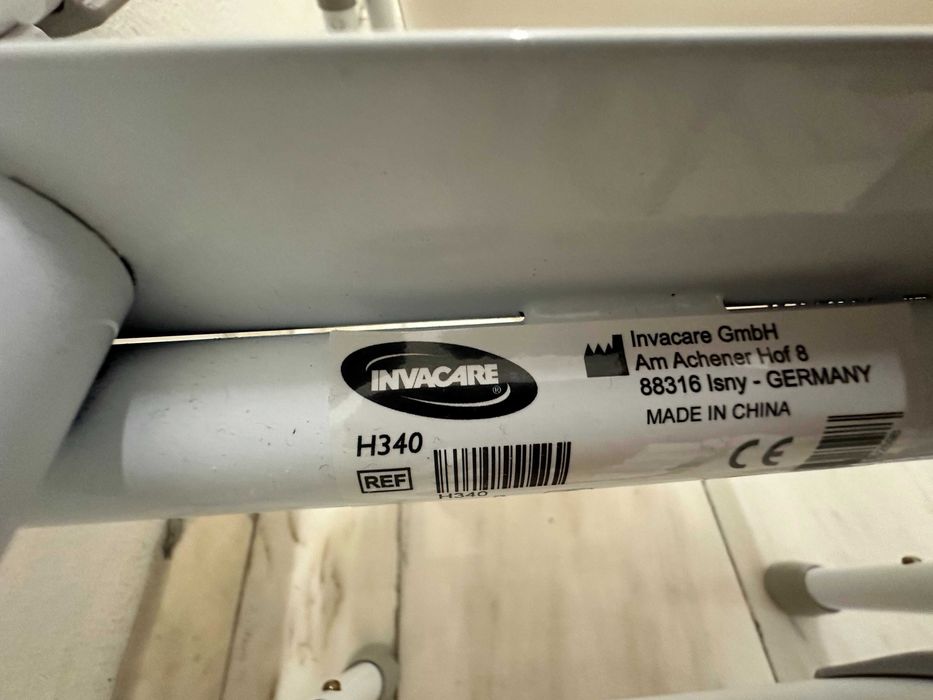 INVACARE®
H340
REF
H340
Invacare GmbH
Am Achener Hof 8
88316 Isny - GERMANY
MADE IN CHINA
CE